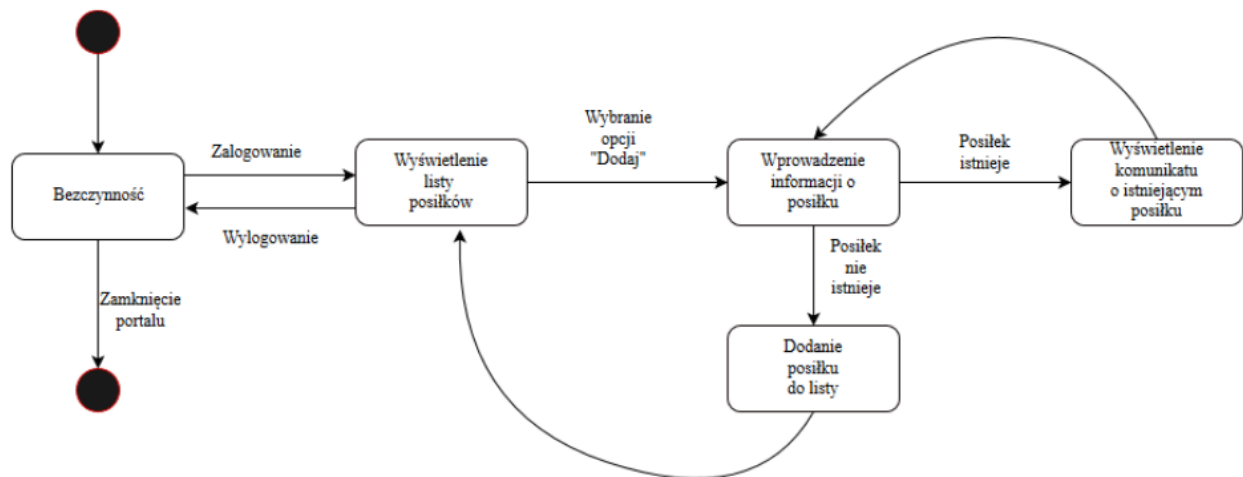 Bezczynność
Zalogowanie
Wylogowanie
Zamknięcie
portalu
Wyświetlenie
listy
posiłków
Wybranie
opcji
"Dodaj"
Wprowadzenie
informacji o
posiłku
Posiłek
istnieje
Wyświetlenie
komunikatu
o istniejącym
posiłku
Posiłek
nie
istnieje
Dodanie
posiłku
do listy